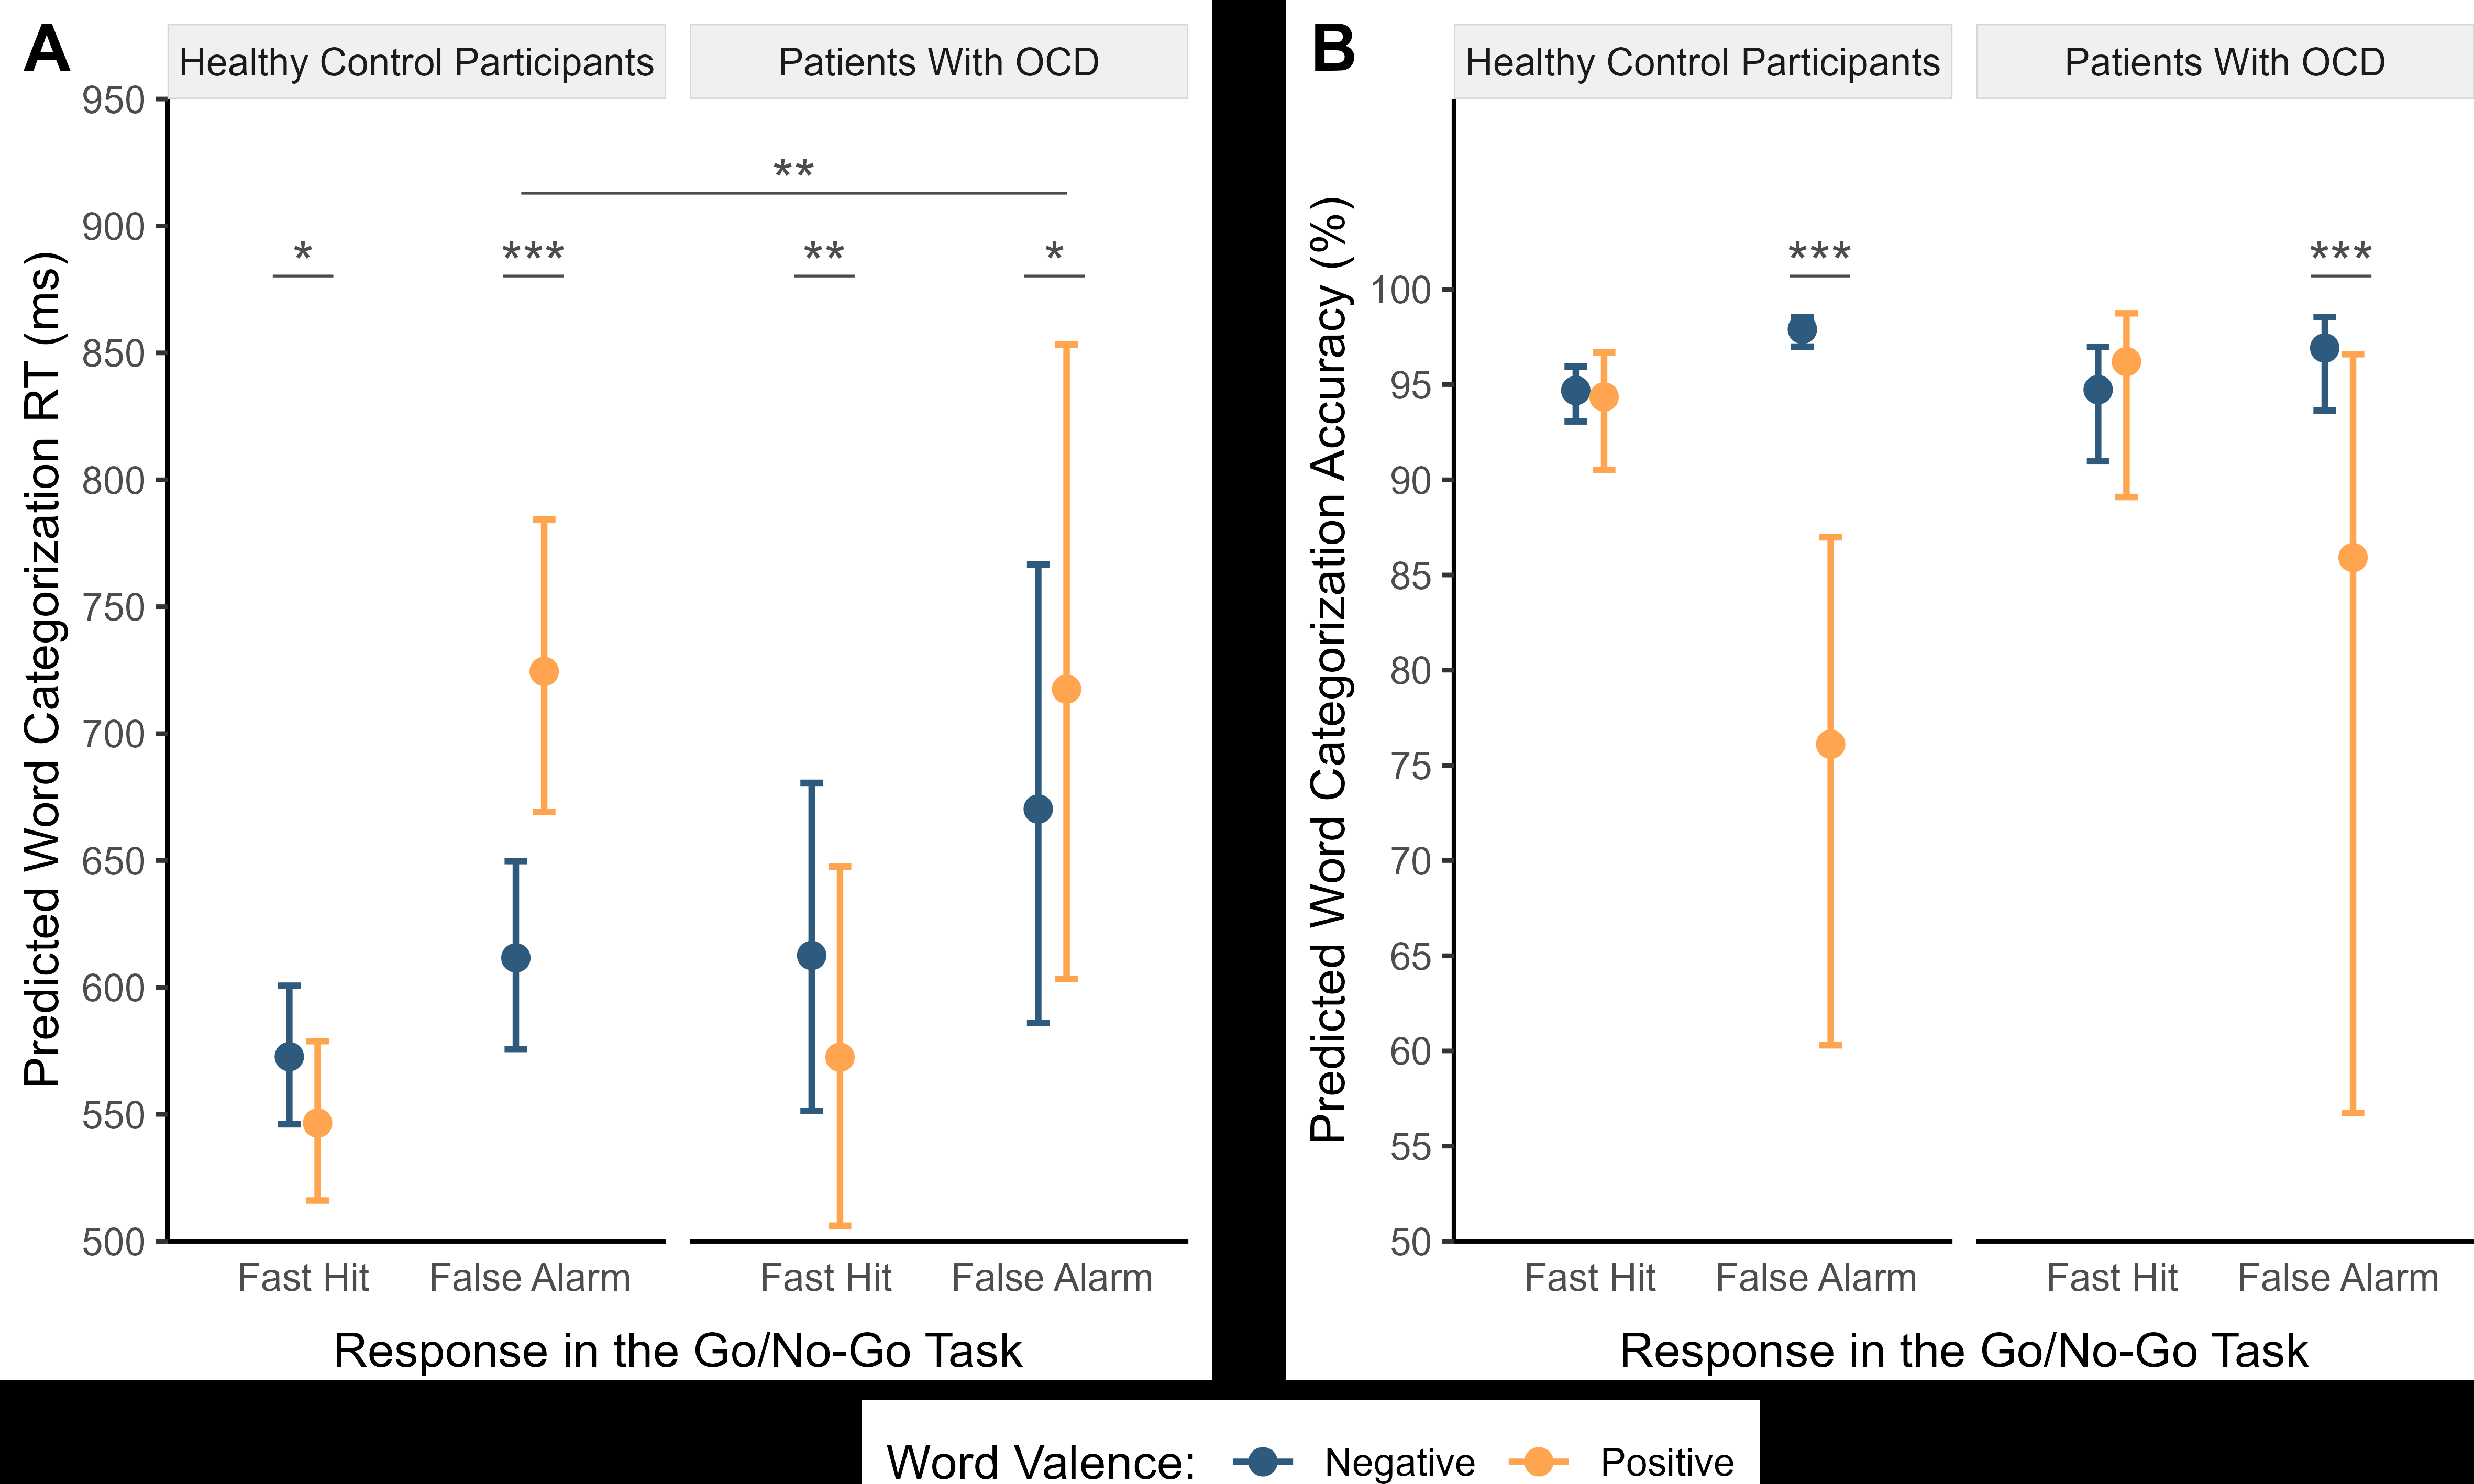 A
Healthy Control Participants
Patients With OCD
Predicted Word Categorization RT (ms)
950
900
850
800
750
700
650
600
550
500
**
*
***
**
*
Fast Hit
False Alarm
Fast Hit
False Alarm
Response in the Go/No-Go Task
B
Healthy Control Participants
Patients With OCD
Predicted Word Categorization Accuracy (%)
100
95
90
85
80
75
70
65
60
55
50
***
***
Fast Hit
False Alarm
Fast Hit
False Alarm
Response in the Go/No-Go Task
Word Valence: Negative Positive